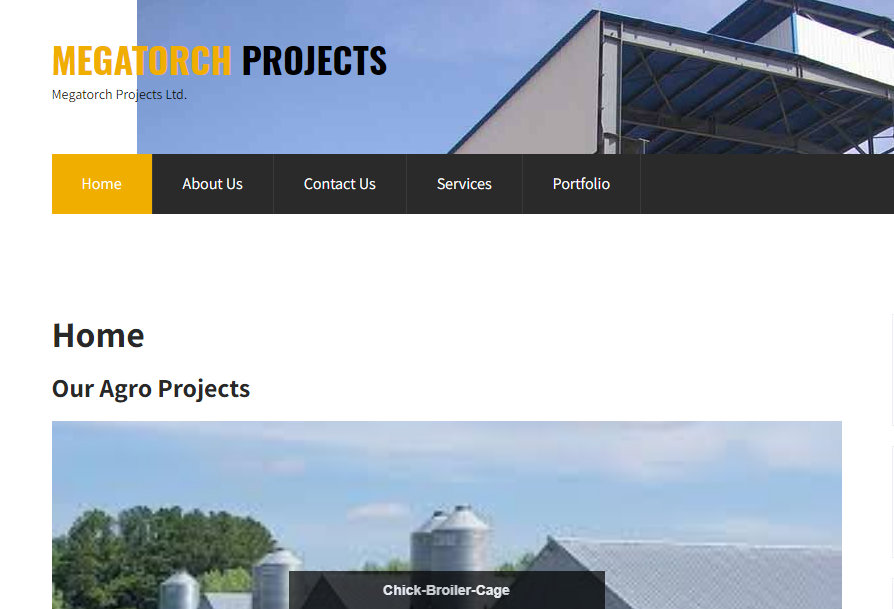 MEGATORCH PROJECTS
Megatorch Projects Ltd.
Home About Us Contact Us Services Portfolio
Home
Our Agro Projects
Chick-Broiler-Cage